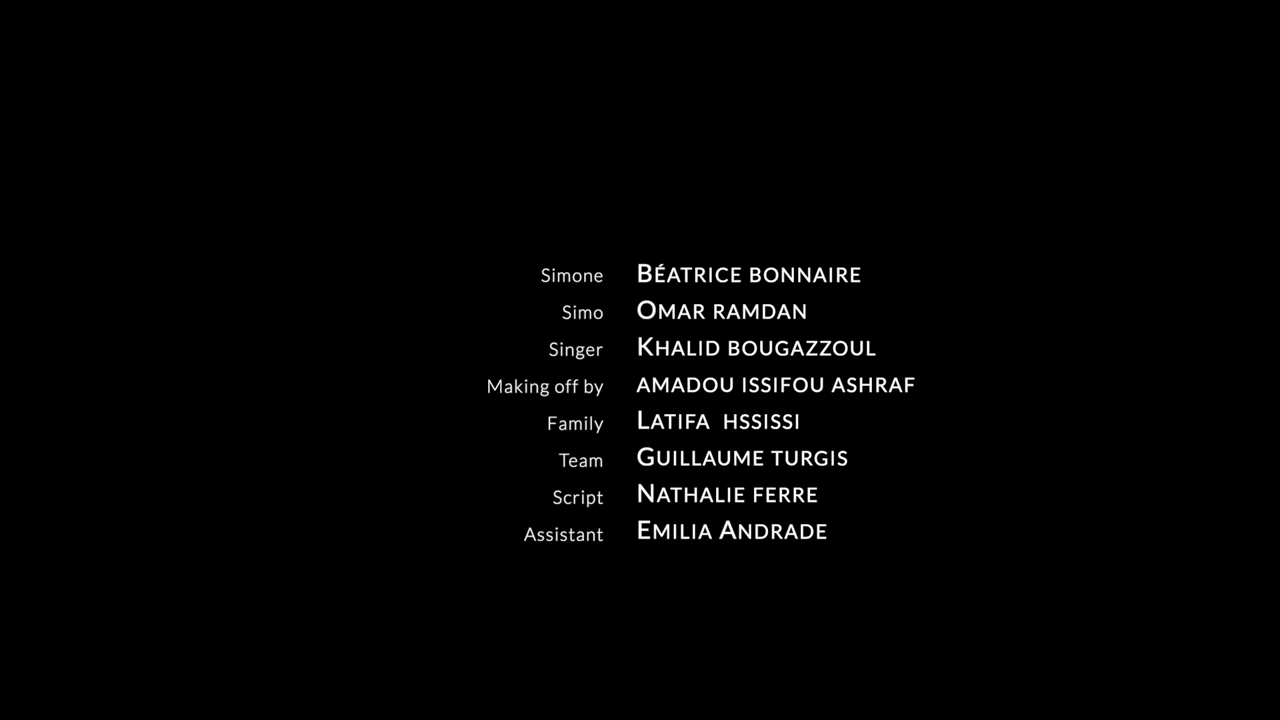 Simone BÉATRICE BONNAIRE
Simo OMAR RAMDAN
Singer KHALID BOUGAZZOUL
Making off by AMADOU ISSIFOU ASHRAF
Family LATIFA HSSISSI
Team GUILLAUME TURGIS
Script NATHALIE FERRE
Assistant EMILIA ANDRADE